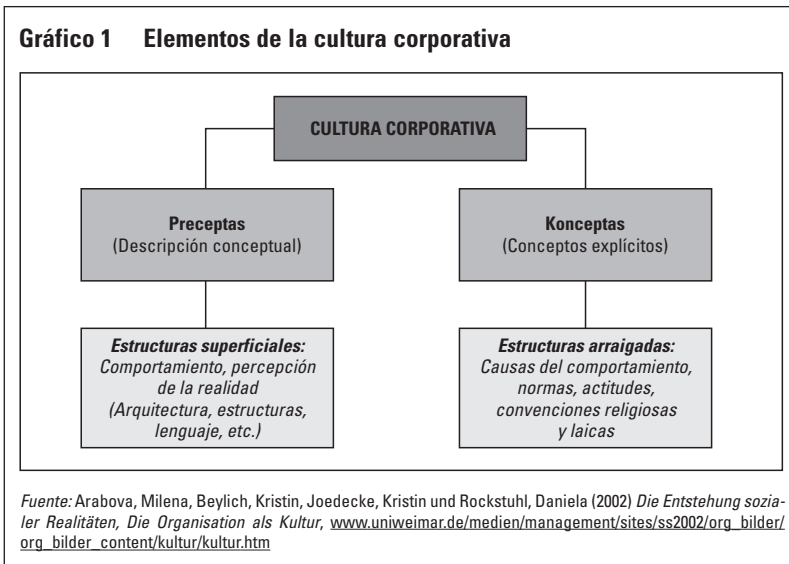 Gráfico 1 Elementos de la cultura corporativa
CULTURA CORPORATIVA
Preceptas
(Descripción conceptual)
Konceptas
(Conceptos explícitos)
Estructuras superficiales:
Comportamiento, percepción
de la realidad
(Arquitectura, estructuras,
lenguaje, etc.)
Estructuras arraigadas:
Causas del comportamiento,
normas, actitudes,
convenciones religiosas
y laicas
Fuente: Arabova, Milena, Beylich, Kristin, Joedecke, Kristin und Rockstuhl, Daniela (2002) Die Entstehung sozia-
ler Realitäten, Die Organisation als Kultur, www.uniweimar.de/medien/management/sites/ss2002/org_bilder/
org_bilder_content/kultur/kultur.htm